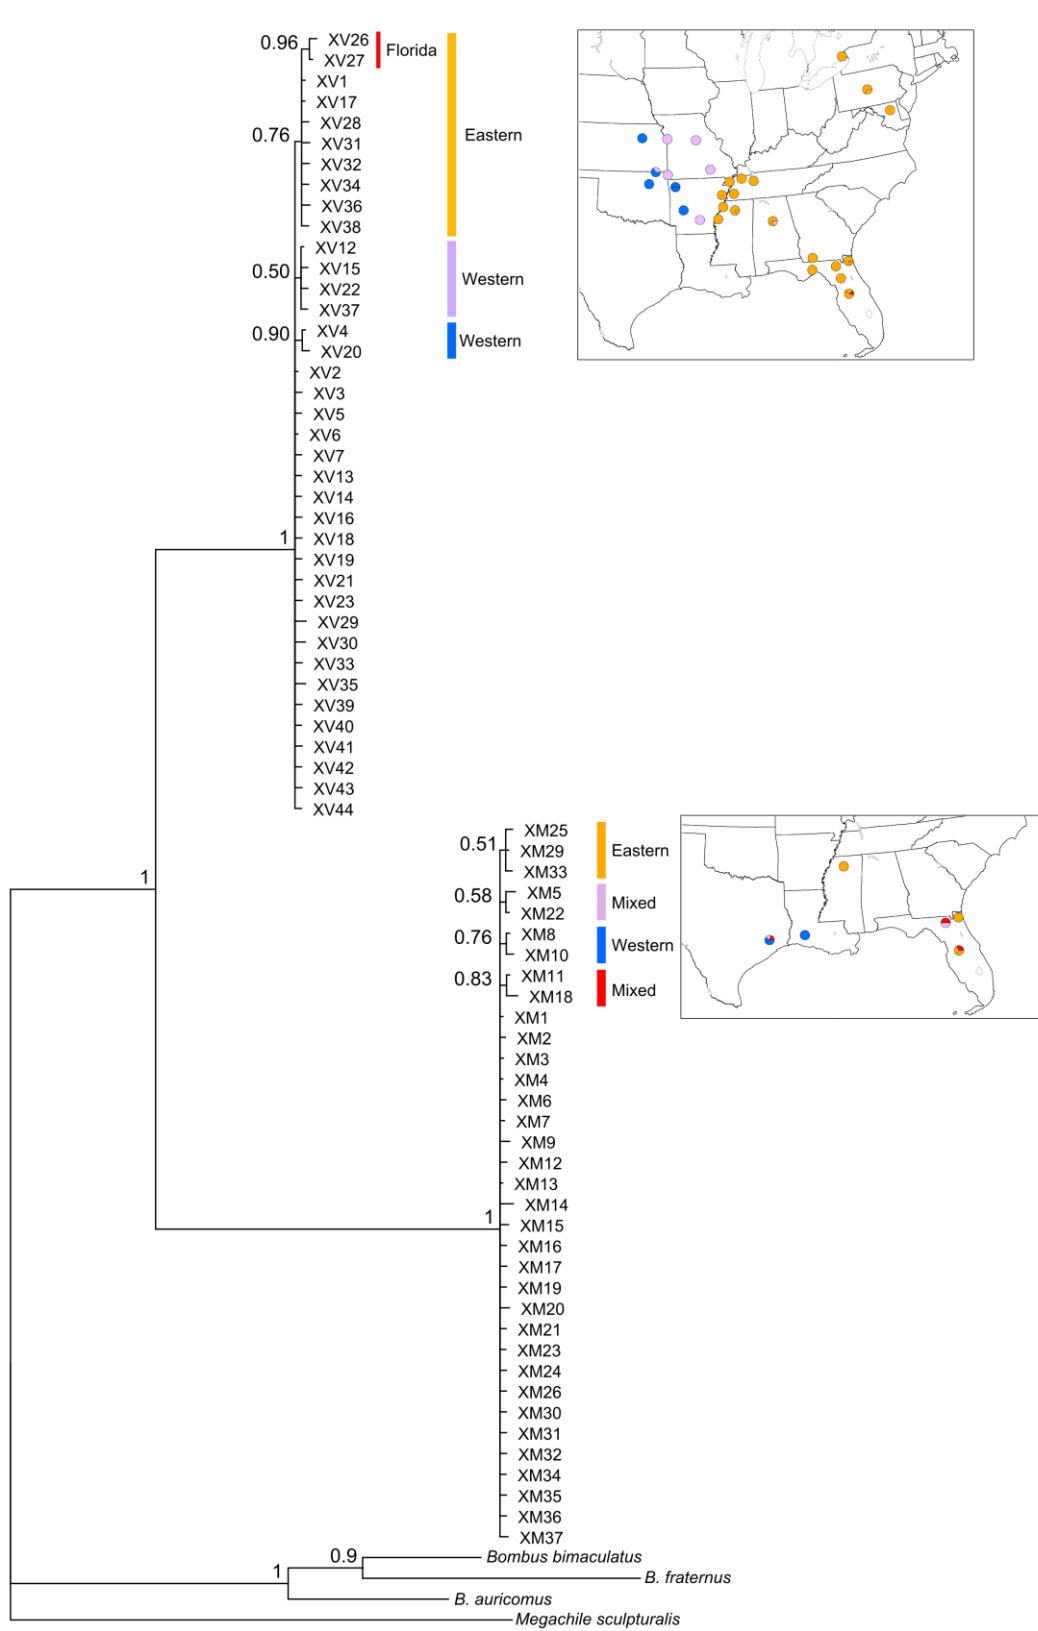 0.96
XV26
XV27
Florida
XV1
XV17
XV28
0.76
XV31
Eastern
XV32
XV34
XV36
XV38
XV12
0.50
XV15
Western
XV22
XV37
0.90
XV4
Western
XV20
XV2
XV3
XV5
XV6
XV7
XV13
XV14
XV16
1
XV18
XV19
XV21
XV23
XV29
XV30
XV33
XV35
XV39
XV40
XV41
XV42
XV43
XV44
XM25
0.51
XM29
Eastern
XM33
0.58
XM5
Mixed
XM22
0.76
XM8
Western
XM10
0.83
XM11
Mixed
XM18
1
XM1
XM2
XM3
XM4
XM6
XM7
XM9
XM12
XM13
XM14
1
XM15
XM16
XM17
XM19
XM20
XM21
XM23
XM24
XM26
XM30
XM31
XM32
XM34
XM35
XM36
XM37
0.9
Bombus bimaculatus
1
B. fraternus
B. auricomus
Megachile sculpturalis